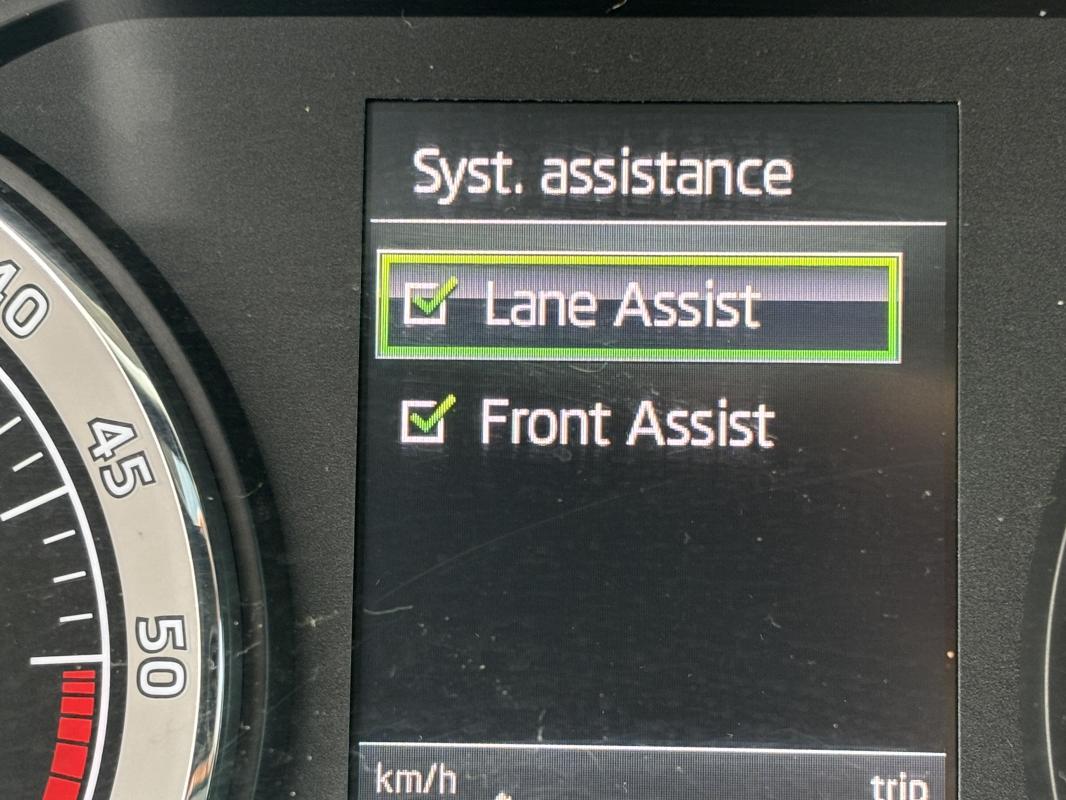 Syst. assistance
Lane Assist
Front Assist
40
45
50
km/h
trip